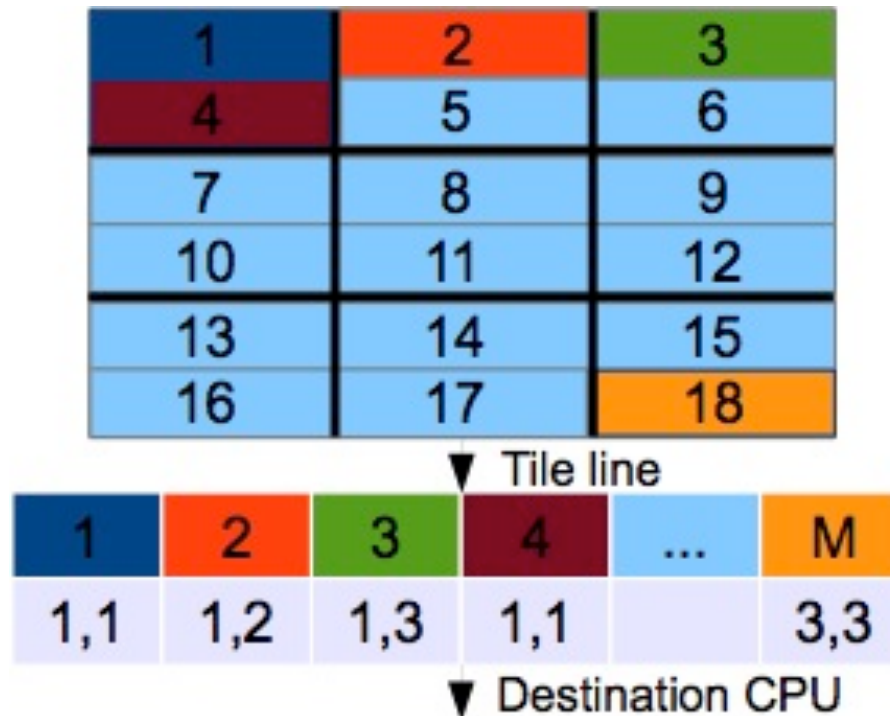 1 2 3
4 5 6
7 8 9
10 11 12
13 14 15
16 17 18
Tile line
1 2 3 4 ... M
1,1 1,2 1,3 1,1 3,3
Destination CPU